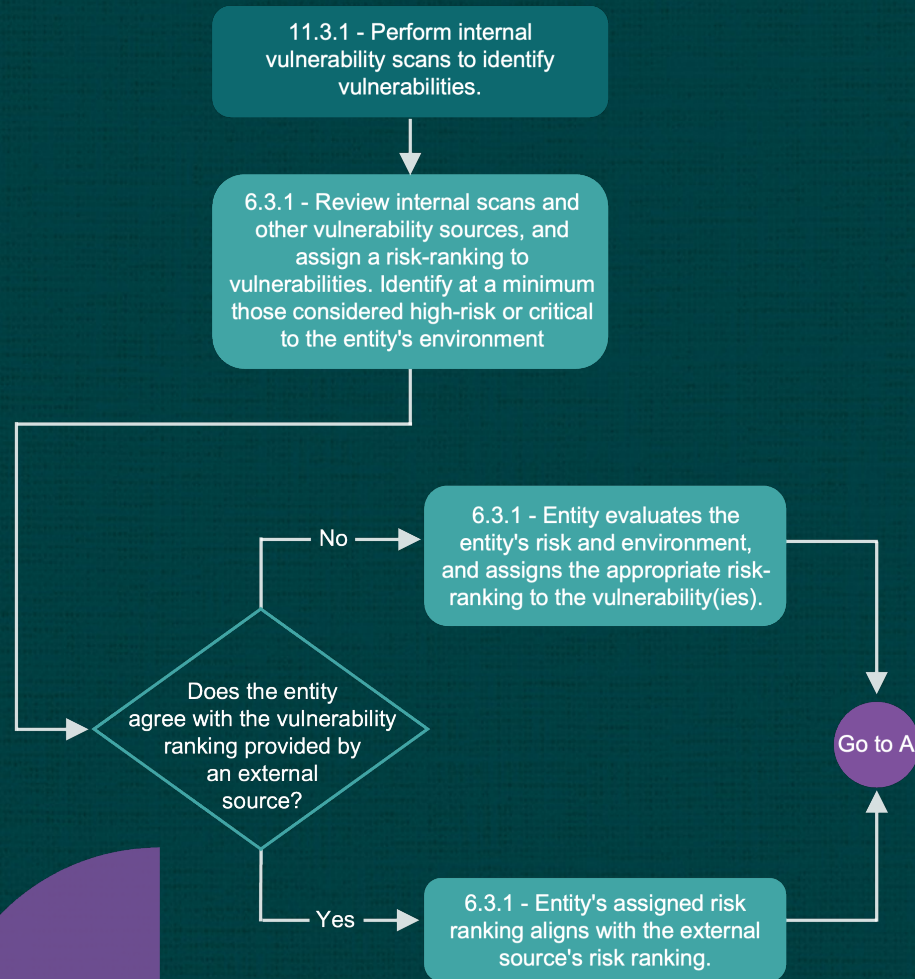 11.3.1 - Perform internal
vulnerability scans to identify
vulnerabilities.
6.3.1 - Review internal scans and
other vulnerability sources, and
assign a risk-ranking to
vulnerabilities. Identify at a minimum
those considered high-risk or critical
to the entity's environment
No
6.3.1 - Entity evaluates the
entity's risk and environment,
and assigns the appropriate risk-
ranking to the vulnerability(ies).
Does the entity
agree with the vulnerability
ranking provided by
an external
source?
Go to A
Yes
6.3.1 - Entity's assigned risk
ranking aligns with the external
source's risk ranking.